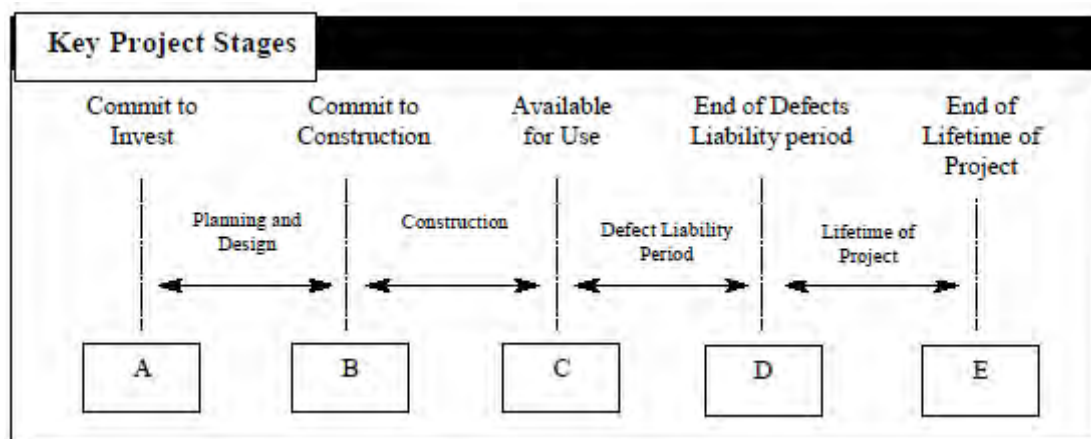 Key Project Stages
Commit to
Invest
Commit to
Construction
Available
for Use
End of Defects
Liability period
End of
Lifetime of
Project
Planning and
Design
Construction
Defect Liability
Period
Lifetime of
Project
A
B
C
D
E